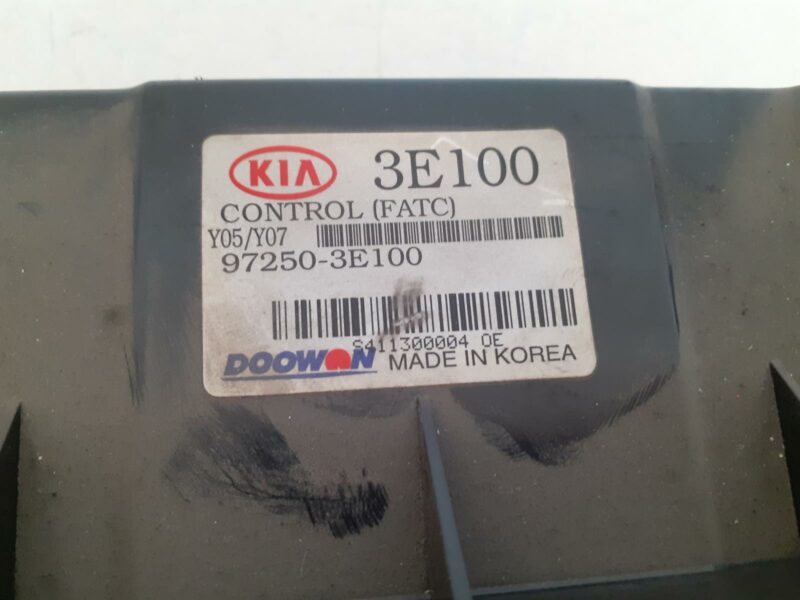 KIA 3E100
CONTROL (FATC)
Y05/Y07
97250-3E100
S411300004 0E
DOOWON MADE IN KOREA